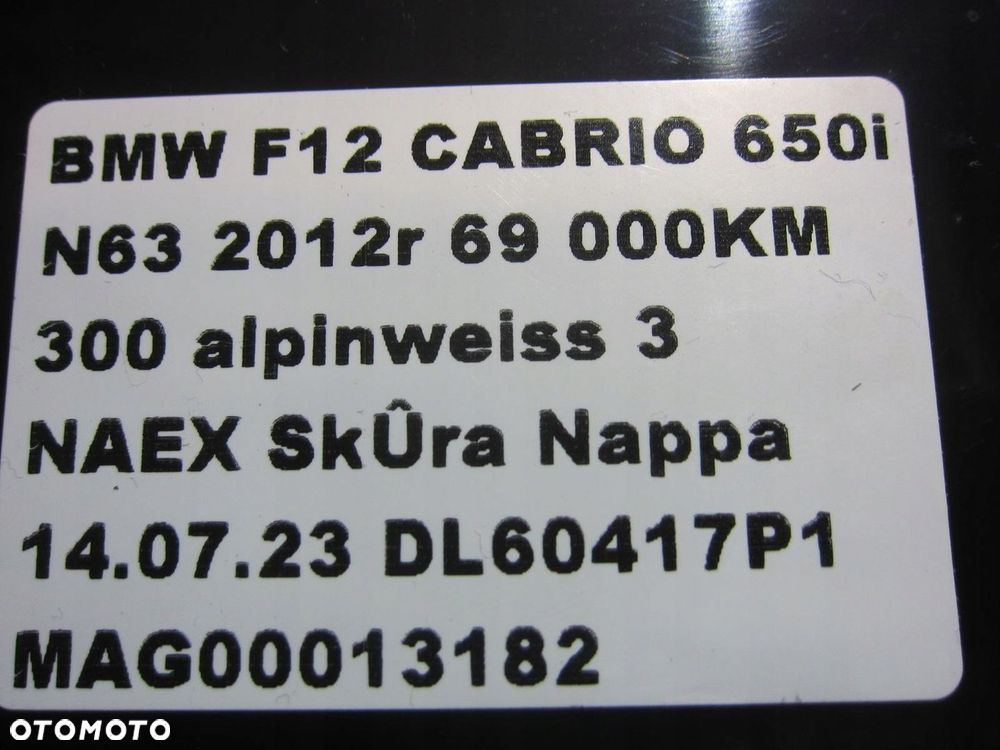 BMW F12 CABRIO 650i
N63 2012r 69 000KM
300 alpinweiss 3
NAEX SkÛra Nappa
14.07.23 DL60417P1
MAG00013182
OTOMOTO